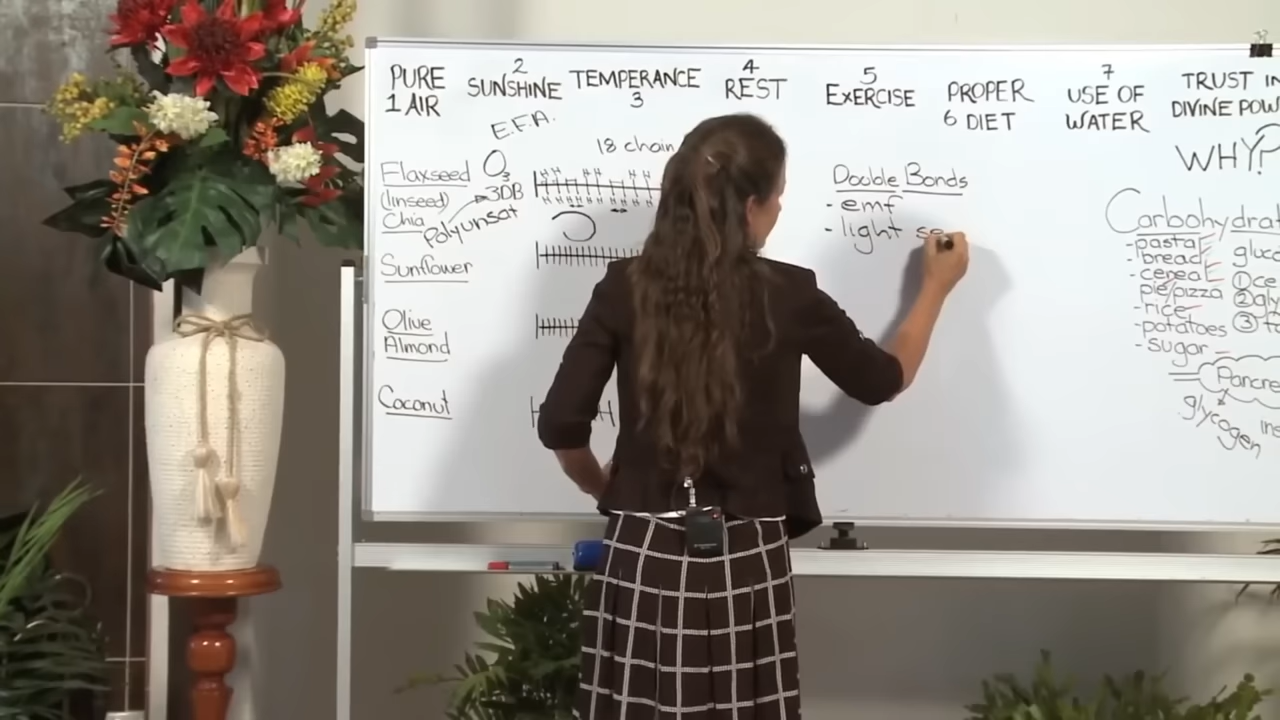 PURE
1 AIR
2
SUNSHINE
TEMPERANCE
3
4
REST
5
EXERCISE
PROPER
6 DIET
7
USE OF
WATER
TRUST IN
DIVINE POW
WHY?
E.F.A.
18 chain
Flaxseed O3
(linseed) 3DB
Chia Polyunsat
Sunflower
Olive
Almond
Coconut
Double Bonds
- emf
- light se
Carbohydrat
- pasta gluco
- bread
- cereal ① ce
pie/pizza ② gly
- rice
- potatoes ③
- sugar
Pancre
glycogen
ins